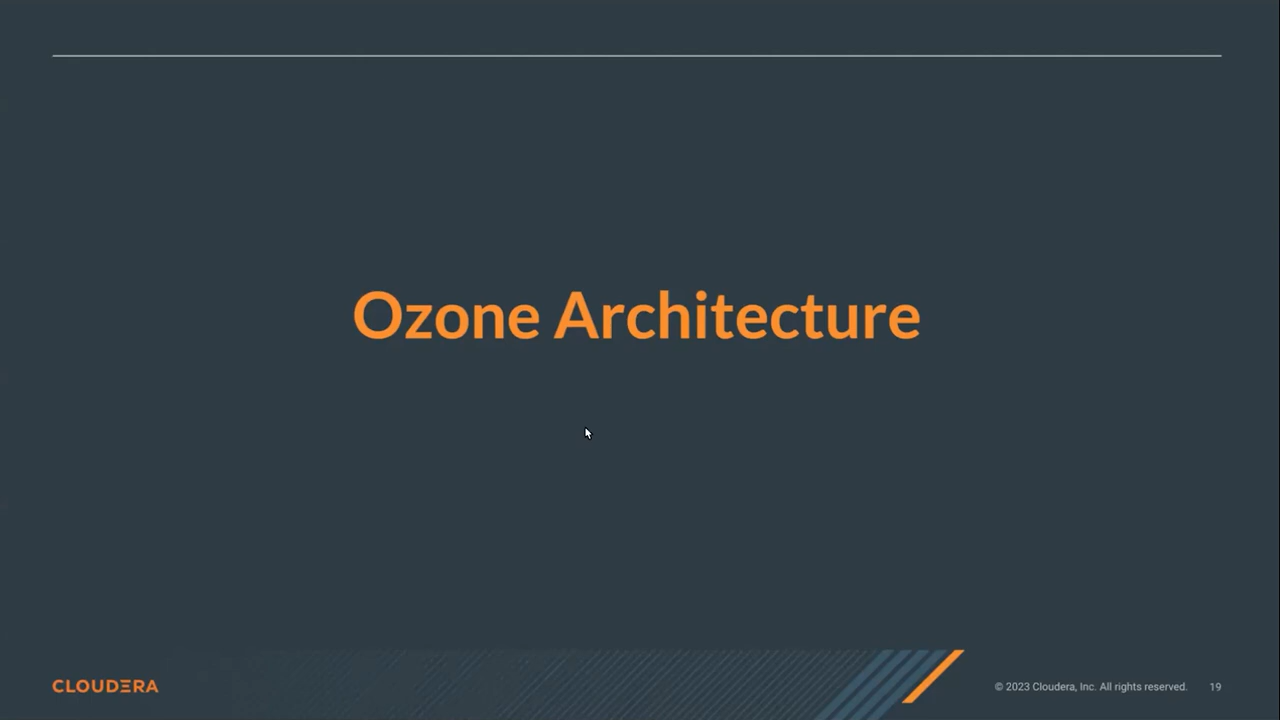 Ozone Architecture
CLOUDERA
© 2023 Cloudera, Inc. All rights reserved. 19